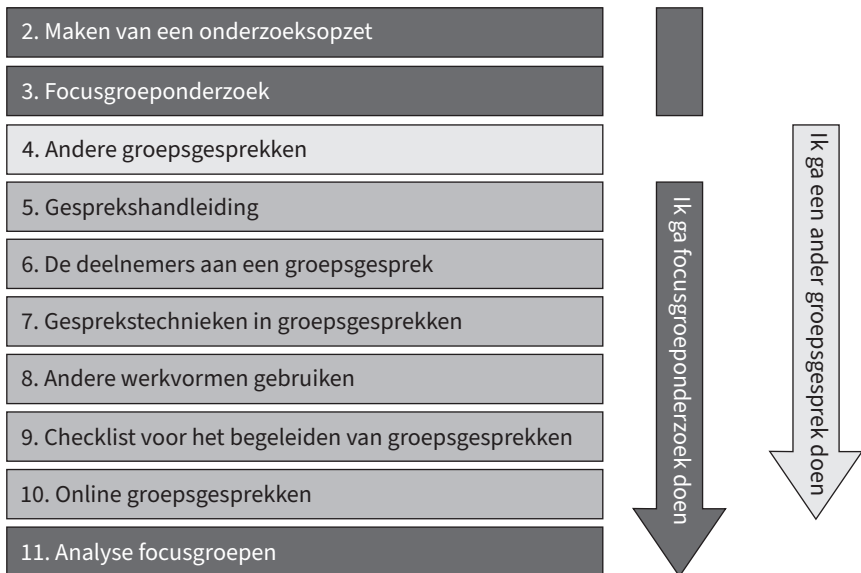 2. Maken van een onderzoeksopzet
3. Focusgroeponderzoek
4. Andere groepsgesprekken
5. Gesprekshandleiding
6. De deelnemers aan een groepsgesprek
7. Gesprekstechnieken in groepsgesprekken
8. Andere werkvormen gebruiken
9. Checklist voor het begeleiden van groepsgesprekken
10. Online groepsgesprekken
11. Analyse focusgroepen
Ik ga focusgroeponderzoek doen
Ik ga een ander groepsgesprek doen